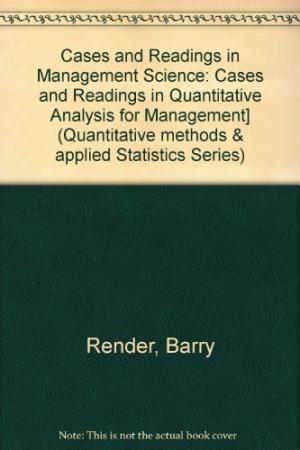 Cases and Readings in
Management Science: Cases
and Readings in Quantitative
Analysis for Management]
(Quantitative methods &
applied Statistics Series)
Render, Barry
Note: This is not the actual book cover